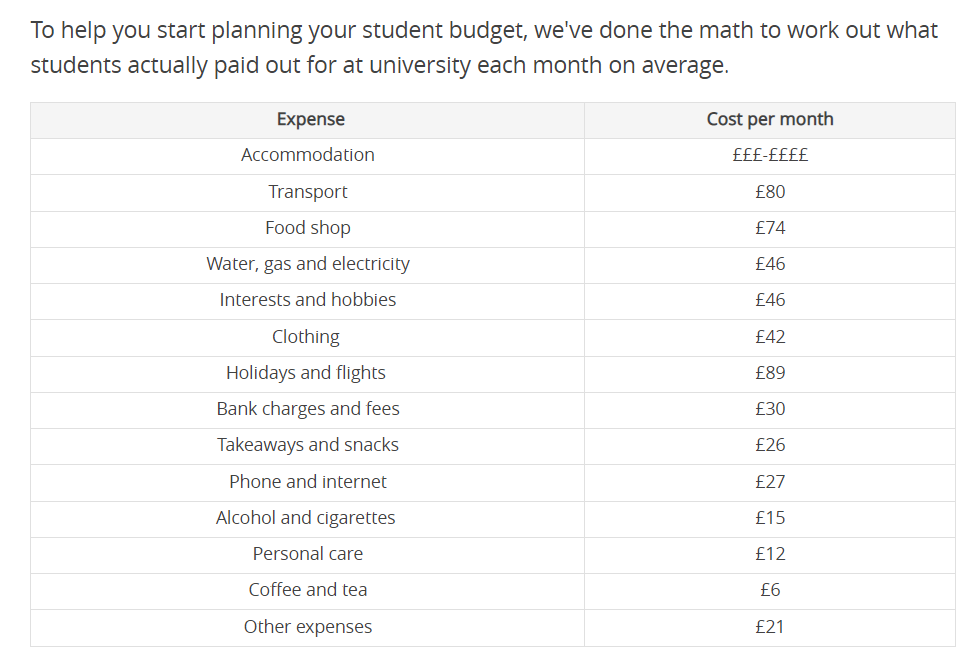 To help you start planning your student budget, we've done the math to work out what
students actually paid out for at university each month on average.
Expense Cost per month
Accommodation £££-££££
Transport £80
Food shop £74
Water, gas and electricity £46
Interests and hobbies £46
Clothing £42
Holidays and flights £89
Bank charges and fees £30
Takeaways and snacks £26
Phone and internet £27
Alcohol and cigarettes £15
Personal care £12
Coffee and tea £6
Other expenses £21